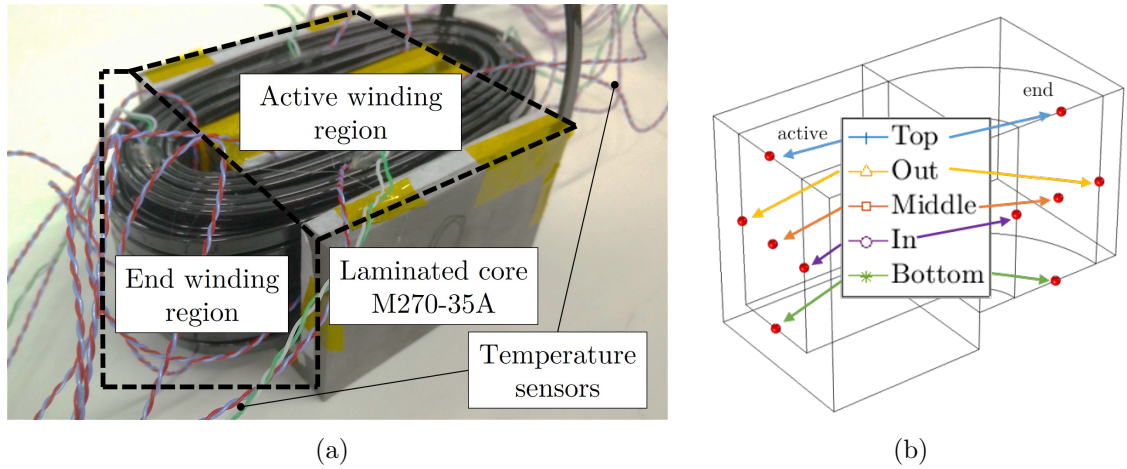 Active winding
region
End winding
region
Laminated core
M270-35A
Temperature
sensors
(a)
active
end
Top
Out
Middle
In
Bottom
(b)